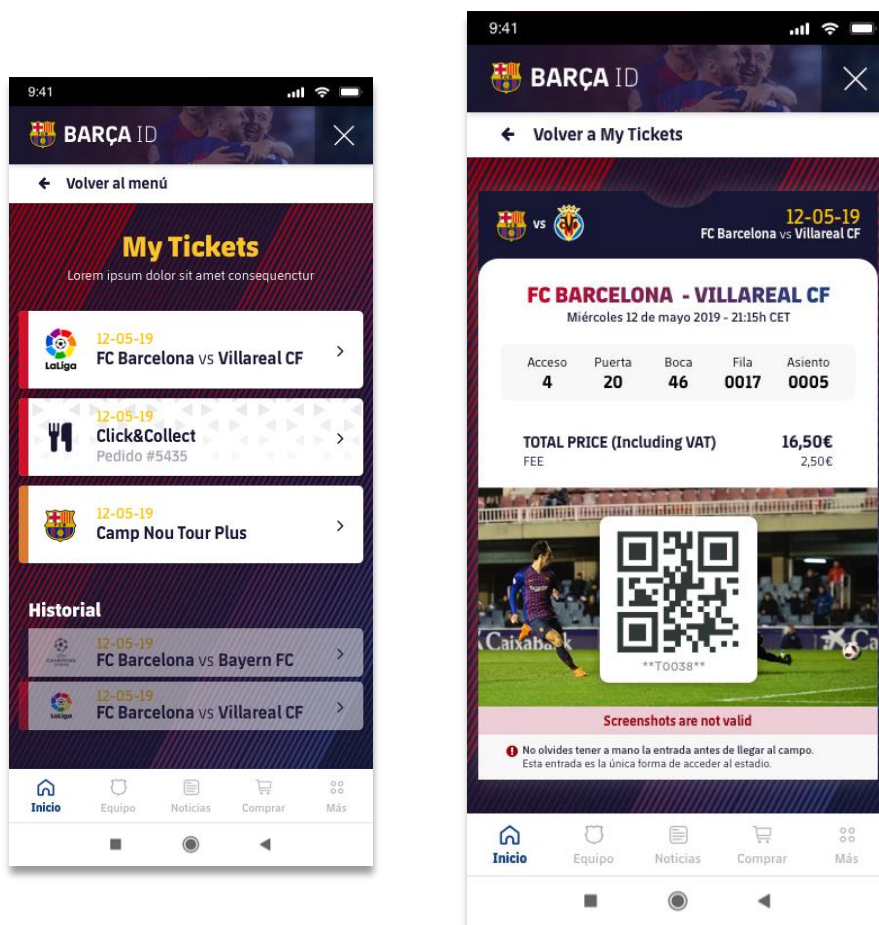 9:41
BARÇA ID
Volver al menú
My Tickets
Lorem ipsum dolor sit amet consequenctur
LaLiga
12-05-19
FC Barcelona vs Villareal CF
12-05-19
Click&Collect
Pedido #5435
12-05-19
Camp Nou Tour Plus
Historial
12-05-19
FC Barcelona vs Bayern FC
LaLiga
12-05-19
FC Barcelona vs Villareal CF
Inicio
Equipo
Noticias
Comprar
Más
9:41
BARÇA ID
Volver a My Tickets
vs
12-05-19
FC Barcelona vs Villareal CF
FC BARCELONA - VILLAREAL CF
Miércoles 12 de mayo 2019 - 21:15h CET
Acceso Puerta Boca Fila Asiento
4 20 46 0017 0005
TOTAL PRICE (Including VAT) 16,50€
FEE 2,50€
**T0038**
Screenshots are not valid
No olvides tener a mano la entrada antes de llegar al campo.
Esta entrada es la única forma de acceder al estadio.
Inicio
Equipo
Noticias
Comprar
Más